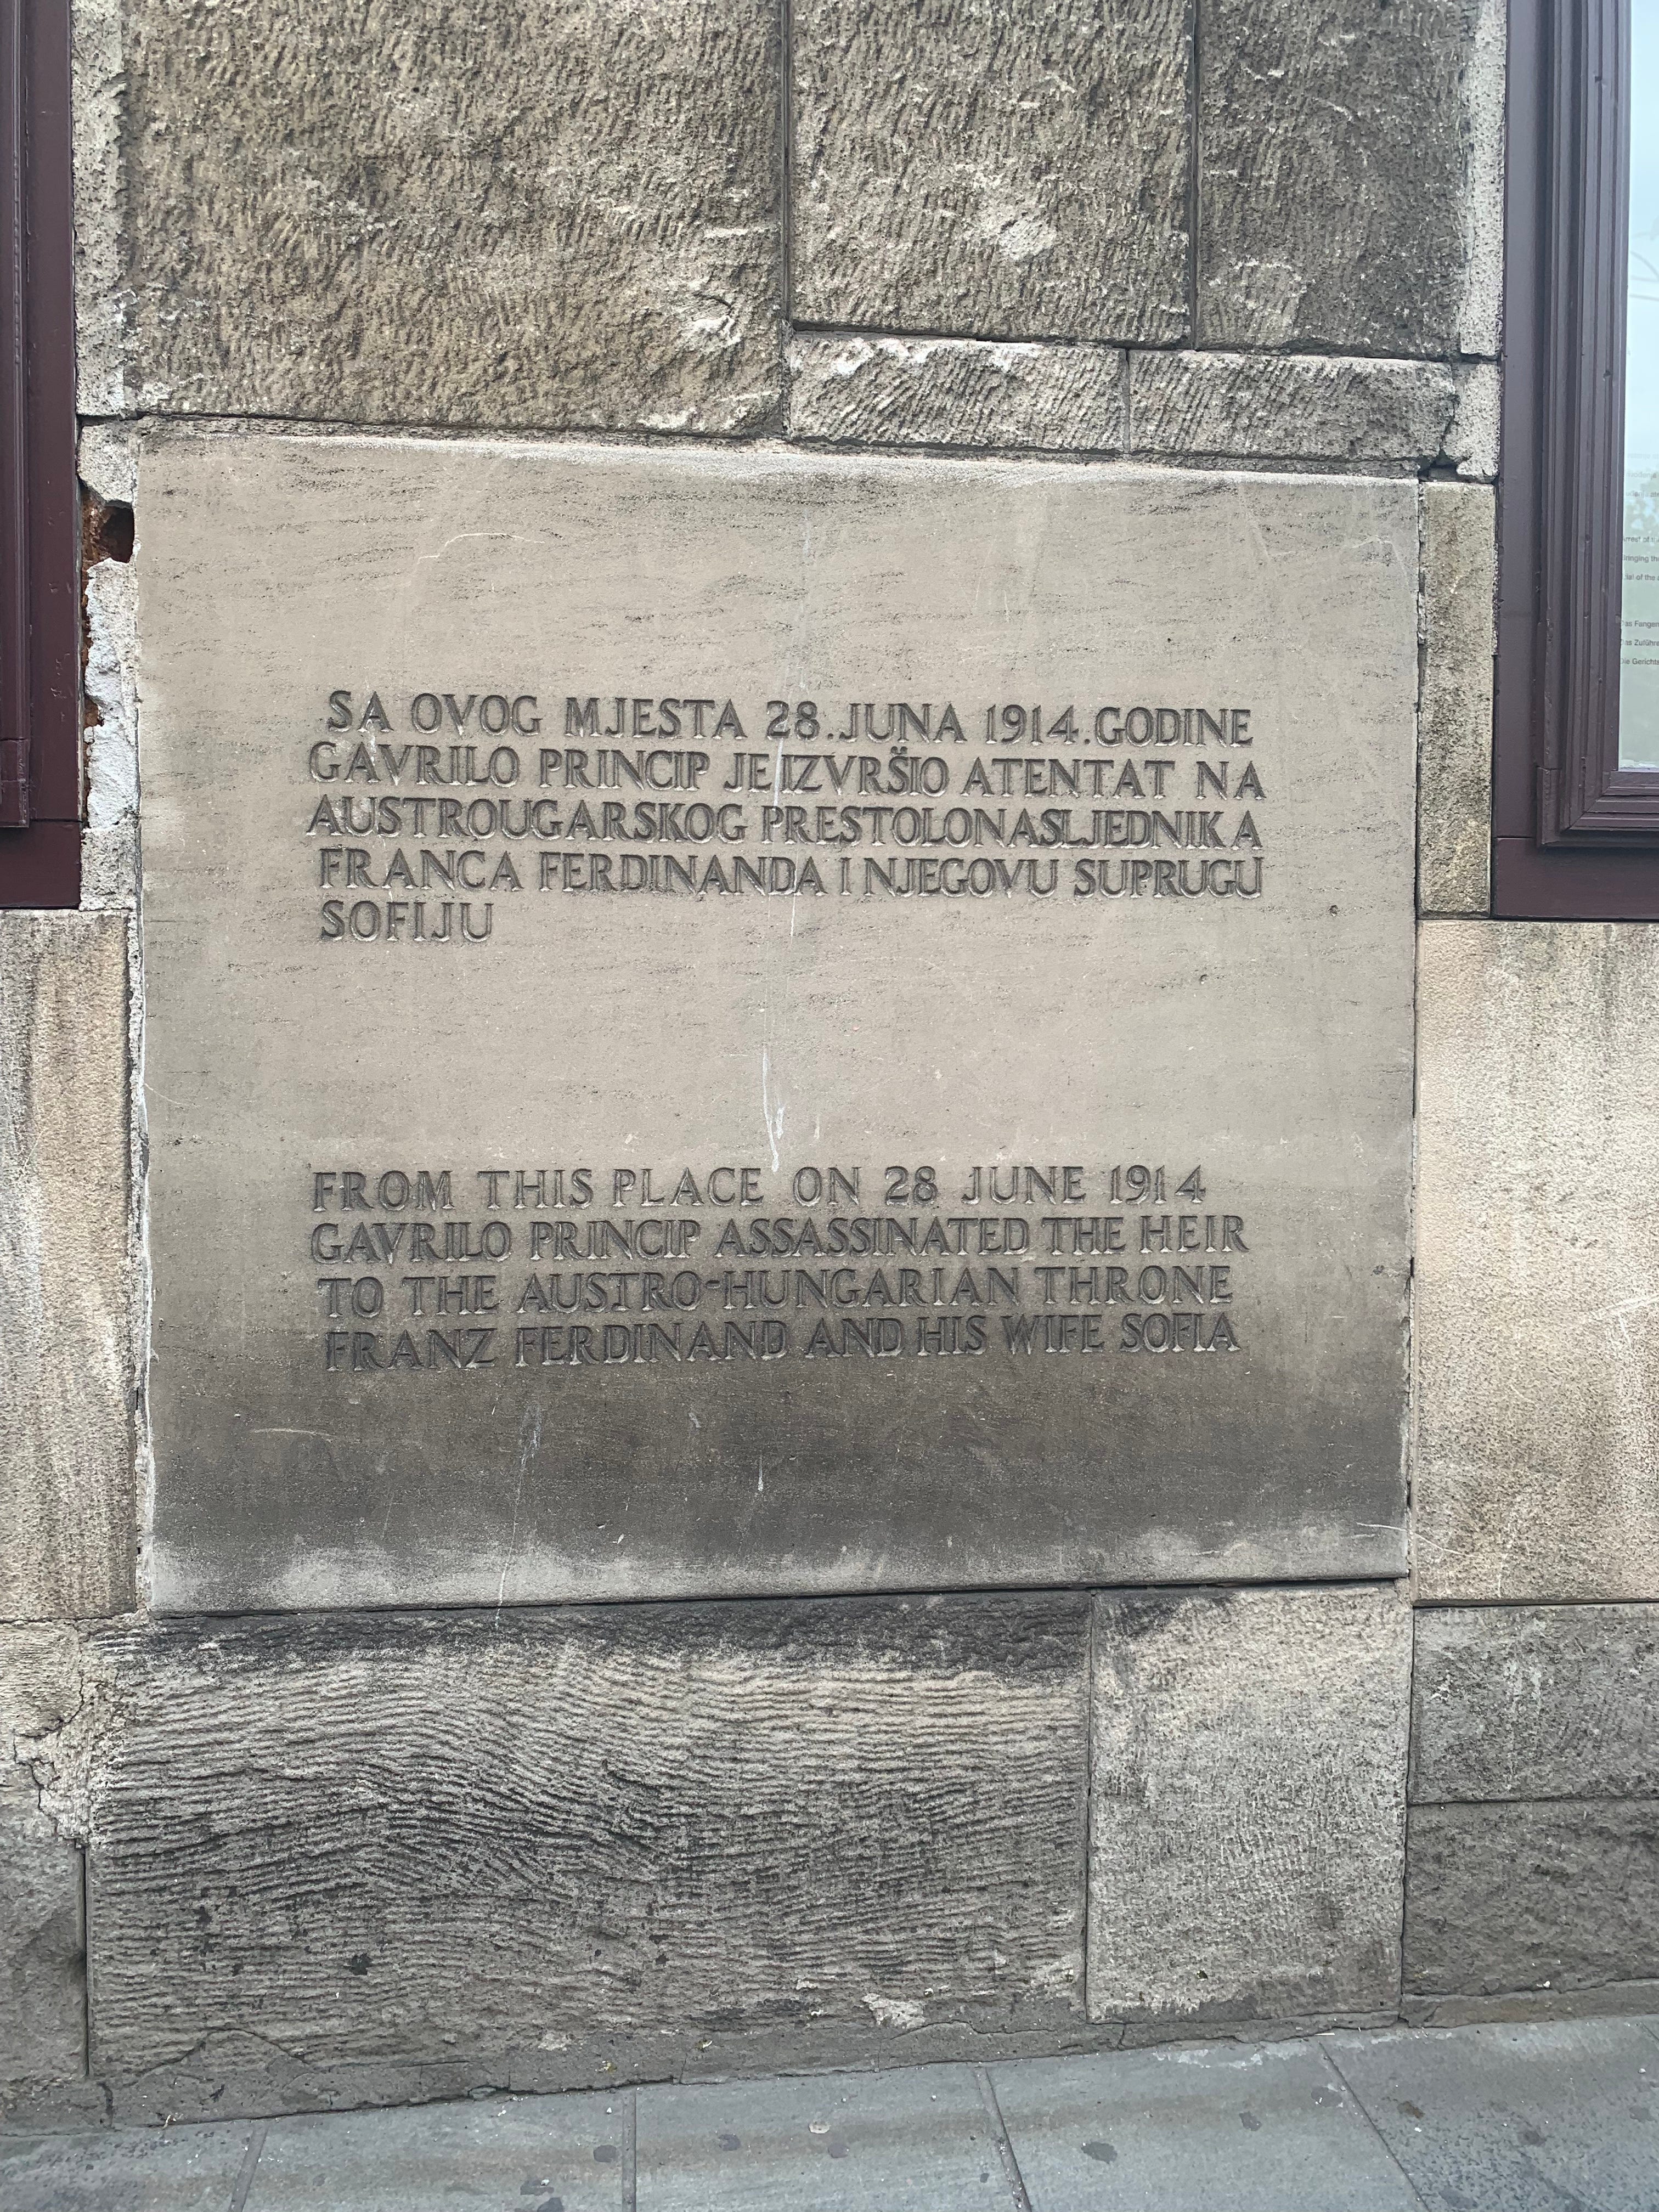 SA OVOG MJESTA 28. JUNA 1914. GODINE
GAVRILO PRINCIP JE IZVRŠIO ATENTAT NA
AUSTROUGARSKOG PRESTOLONASLJEDNIKA
FRANCA FERDINANDA I NJEGOVU SUPRUGU
SOFIJU
FROM THIS PLACE ON 28 JUNE 1914
GAVRILO PRINCIP ASSASSINATED THE HEIR
TO THE AUSTRO-HUNGARIAN THRONE
FRANZ FERDINAND AND HIS WIFE SOFIA